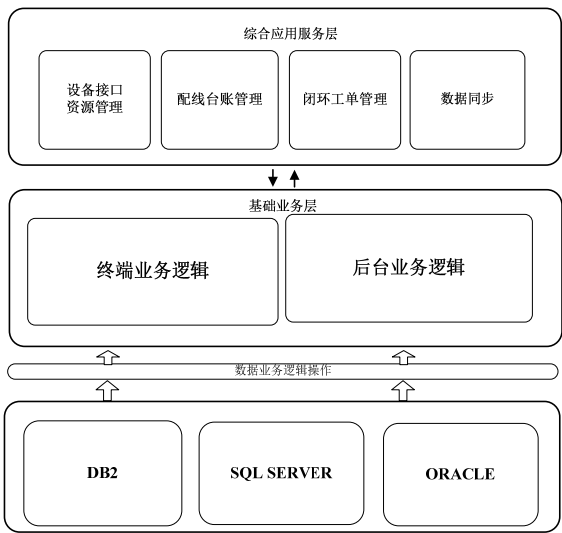 综合应用服务层
设备接口
资源管理
配线台账管理
闭环工单管理
数据同步
基础业务层
终端业务逻辑
后台业务逻辑
数据业务逻辑操作
DB2
SQL SERVER
ORACLE